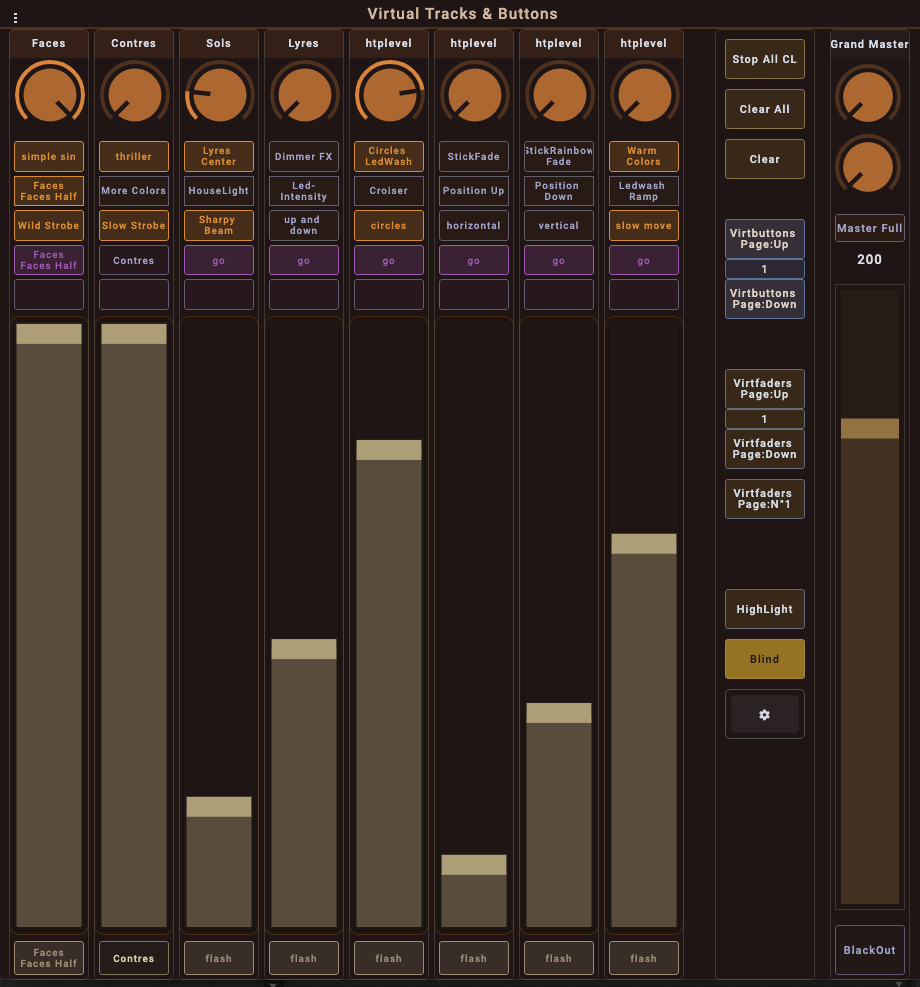 Virtual Tracks & Buttons
Faces
Contres
Sols
Lyres
htplevel
htplevel
htplevel
htplevel
Grand Master
simple sin
thriller
Lyres
Center
Dimmer FX
Circles
LedWash
StickFade
StickRainbow
Fade
Warm
Colors
Faces
Faces Half
More Colors
HouseLight
Led-
Intensity
Croiser
Position Up
Position
Down
Ledwash
Ramp
Wild Strobe
Slow Strobe
Sharpy
Beam
up and
down
circles
horizontal
vertical
slow move
Faces
Faces Half
Contres
go
go
go
go
go
go
Faces
Faces Half
Contres
flash
flash
flash
flash
flash
flash
Stop All CL
Clear All
Clear
Virtbuttons
Page:Up
1
Virtbuttons
Page:Down
Virtfaders
Page:Up
1
Virtfaders
Page:Down
Virtfaders
Page:N°1
HighLight
Blind
Master Full
200
BlackOut